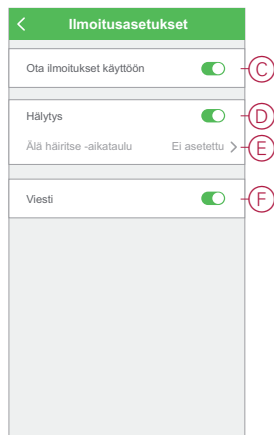 Ilmoitusasetukset
Ota ilmoitukset käyttöön C
Hälytys D
Älä häiritse -aikataulu Ei asetettu E
Viesti F